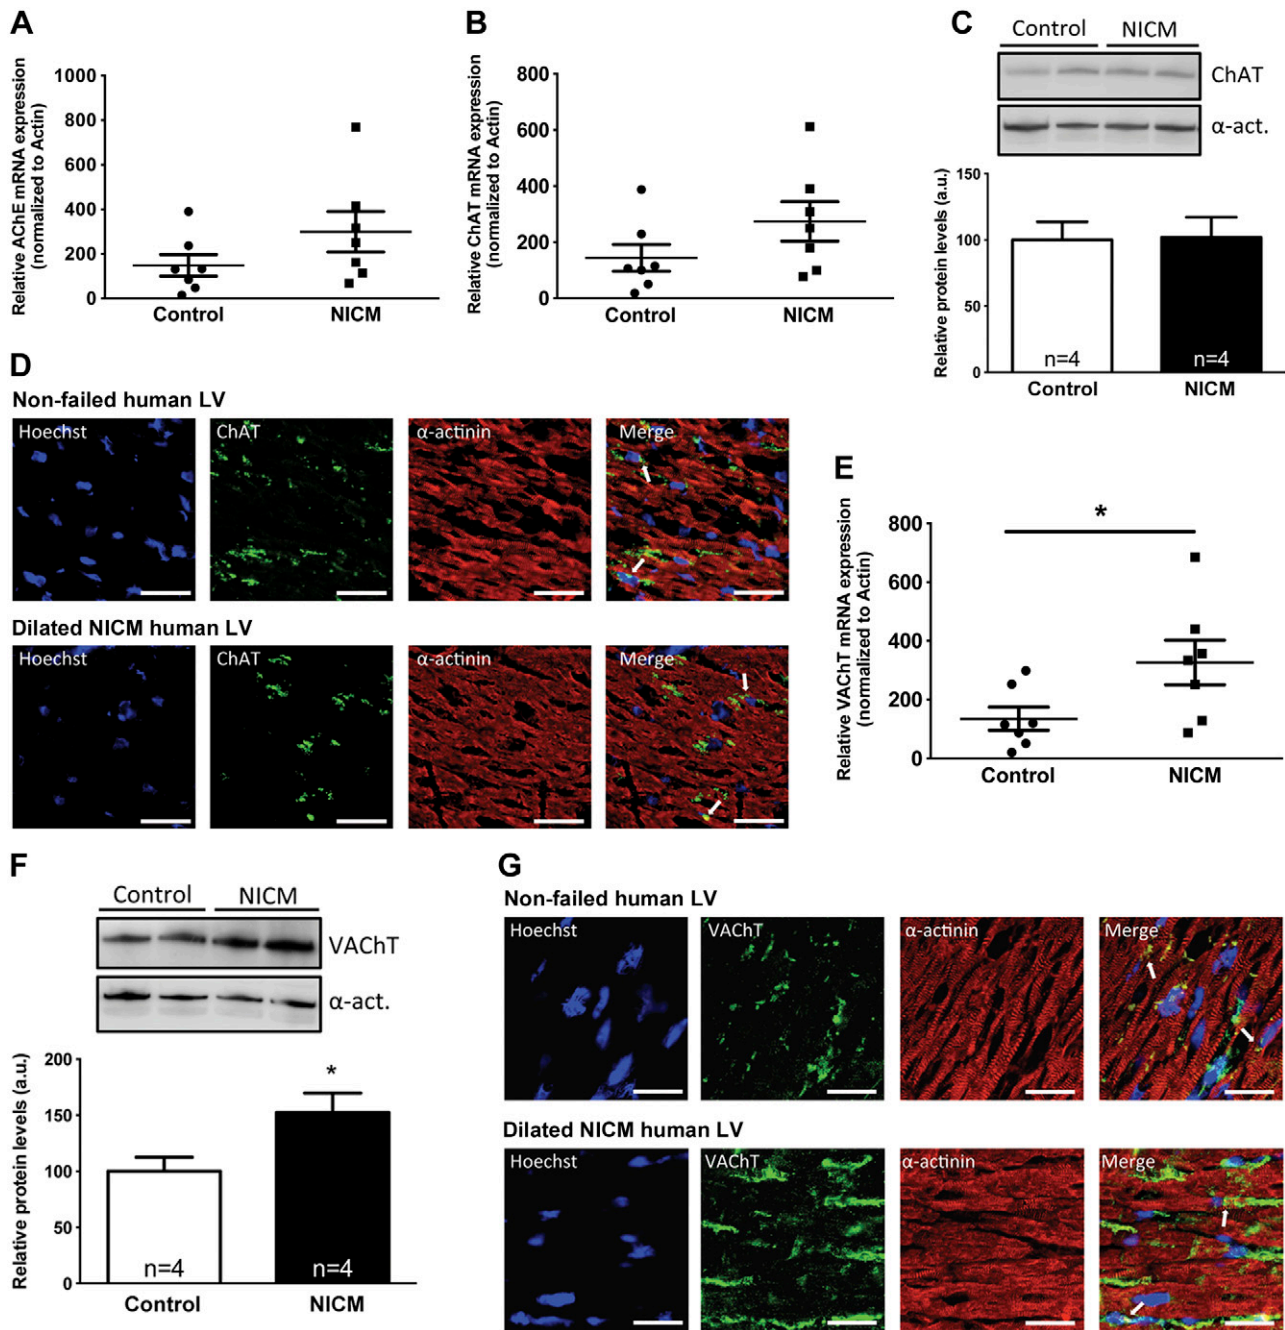 A
Relative AChE mRNA expression
(normalized to Actin)
1000
800
600
400
200
0
Control
NICM
B
Relative ChAT mRNA expression
(normalized to Actin)
800
600
400
200
0
Control
NICM
C
Control
NICM
ChAT
α-act.
Relative protein levels (a.u.)
150
100
50
0
n=4
n=4
Control
NICM
D
Non-failed human LV
Hoechst
ChAT
α-actinin
Merge
Dilated NICM human LV
Hoechst
ChAT
α-actinin
Merge
E
Relative VAChT mRNA expression
(normalized to Actin)
800
600
400
200
0
*
Control
NICM
F
Control
NICM
VAChT
α-act.
Relative protein levels (a.u.)
200
150
100
50
0
*
n=4
n=4
Control
NICM
G
Non-failed human LV
Hoechst
VAChT
α-actinin
Merge
Dilated NICM human LV
Hoechst
VAChT
α-actinin
Merge